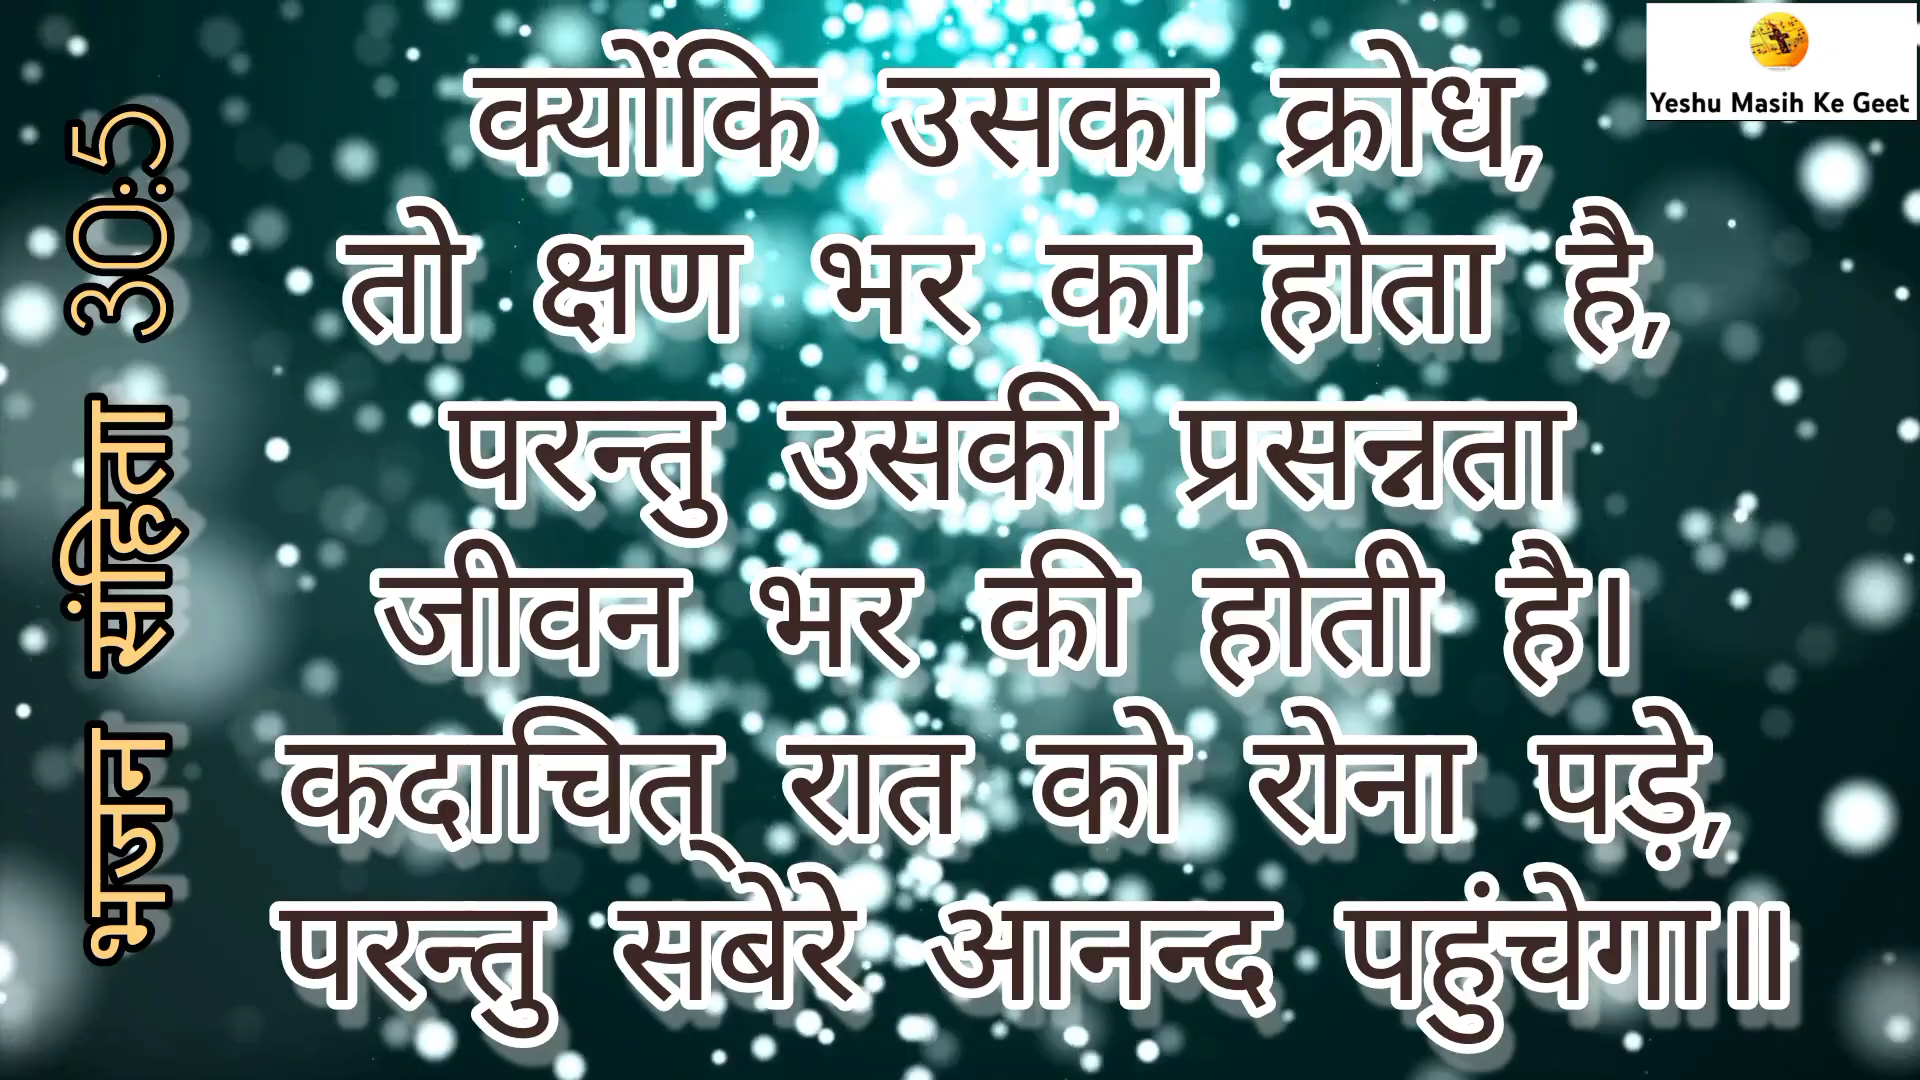 Yeshu Masih Ke Geet
भजन संहिता 30:5
क्योंकि उसका क्रोध,
तो क्षण भर का होता है,
परन्तु उसकी प्रसन्नता
जीवन भर की होती है।
कदाचित् रात को रोना पड़े,
परन्तु सबेरे आनन्द पहुंचेगा॥